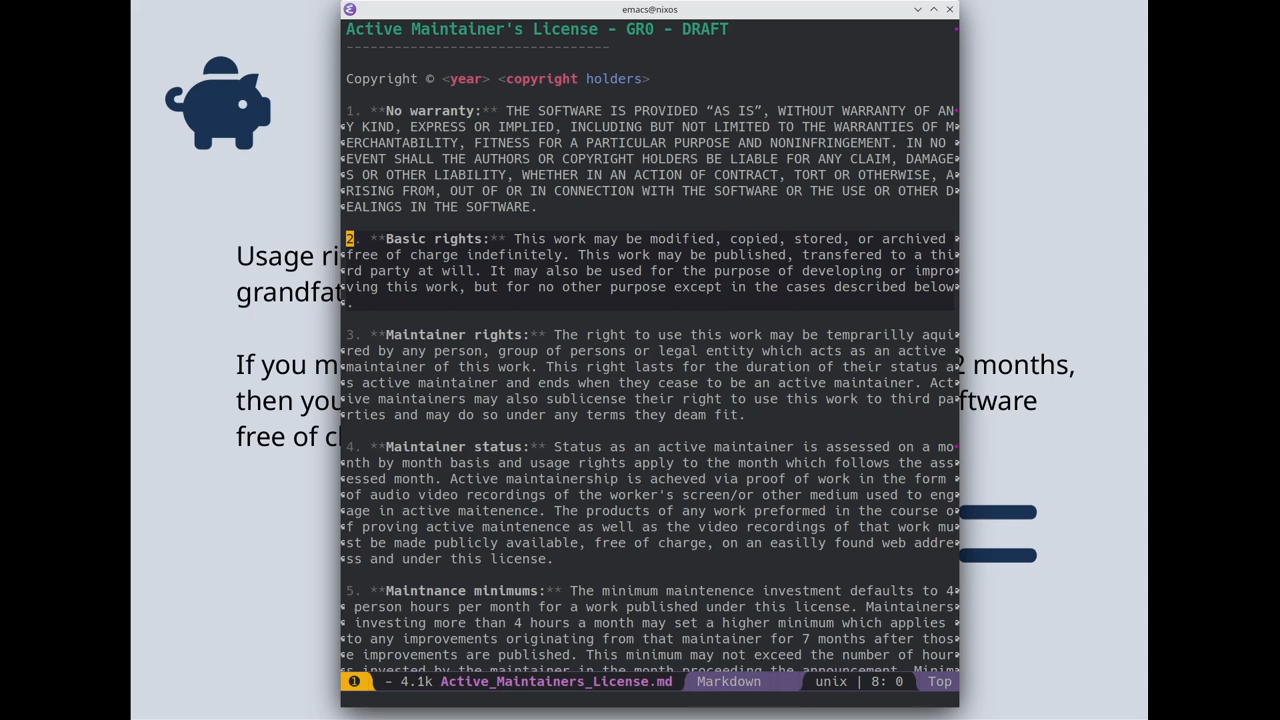 emacs@nixos
Active Maintainer's License - GR0 - DRAFT
---------------------------------
Copyright © <year> <copyright holders>
1. **No warranty:** THE SOFTWARE IS PROVIDED “AS IS”, WITHOUT WARRANTY OF AN
Y KIND, EXPRESS OR IMPLIED, INCLUDING BUT NOT LIMITED TO THE WARRANTIES OF M
ERCHANTABILITY, FITNESS FOR A PARTICULAR PURPOSE AND NONINFRINGEMENT. IN NO
EVENT SHALL THE AUTHORS OR COPYRIGHT HOLDERS BE LIABLE FOR ANY CLAIM, DAMAGE
S OR OTHER LIABILITY, WHETHER IN AN ACTION OF CONTRACT, TORT OR OTHERWISE, A
RISING FROM, OUT OF OR IN CONNECTION WITH THE SOFTWARE OR THE USE OR OTHER D
EALINGS IN THE SOFTWARE.
2. **Basic rights:** This work may be modified, copied, stored, or archived
free of charge indefinitely. This work may be published, transfered to a thi
rd party at will. It may also be used for the purpose of developing or impro
ving this work, but for no other purpose except in the cases described below
.
3. **Maintainer rights:** The right to use this work may be temprarilly aqui
red by any person, group of persons or legal entity which acts as an active
maintainer of this work. This right lasts for the duration of their status a
s active maintainer and ends when they cease to be an active maintainer. Act
ive maintainers may also sublicense their right to use this work to third pa
rties and may do so under any terms they deam fit.
4. **Maintainer status:** Status as an active maintainer is assessed on a mo
nth by month basis and usage rights apply to the month which follows the ass
essed month. Active maintainership is acheved via proof of work in the form
of audio video recordings of the worker's screen/or other medium used to eng
age in active maitenence. The products of any work preformed in the course o
f proving active maintenence as well as the video recordings of that work mu
st be made publicly available, free of charge, on an easilly found web addre
ss and under this license.
5. **Maintnance minimums:** The minimum maintenence investment defaults to 4
person hours per month for a work published under this license. Maintainers
investing more than 4 hours a month may set a higher minimum which applies
to any improvements originating from that maintainer for 7 months after thos
e improvements are published. This minimum may not exceed the number of hour
s invested by the maintainer in the month proceeding the announcement. Minim
1 - 4.1k Active_Maintainers_License.md Markdown unix | 8: 0 Top
Usage ri
grandfat
If you m 2 months,
then you ftware
free of c